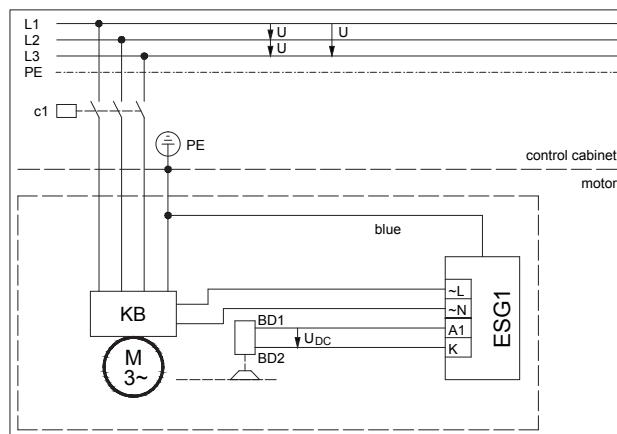 L1
U
L2
U
L3
PE
c1
PE
control cabinet
motor
blue
~L
KB
~N
BD1
A1
UDC
K
BD2
ESG1
M
3~